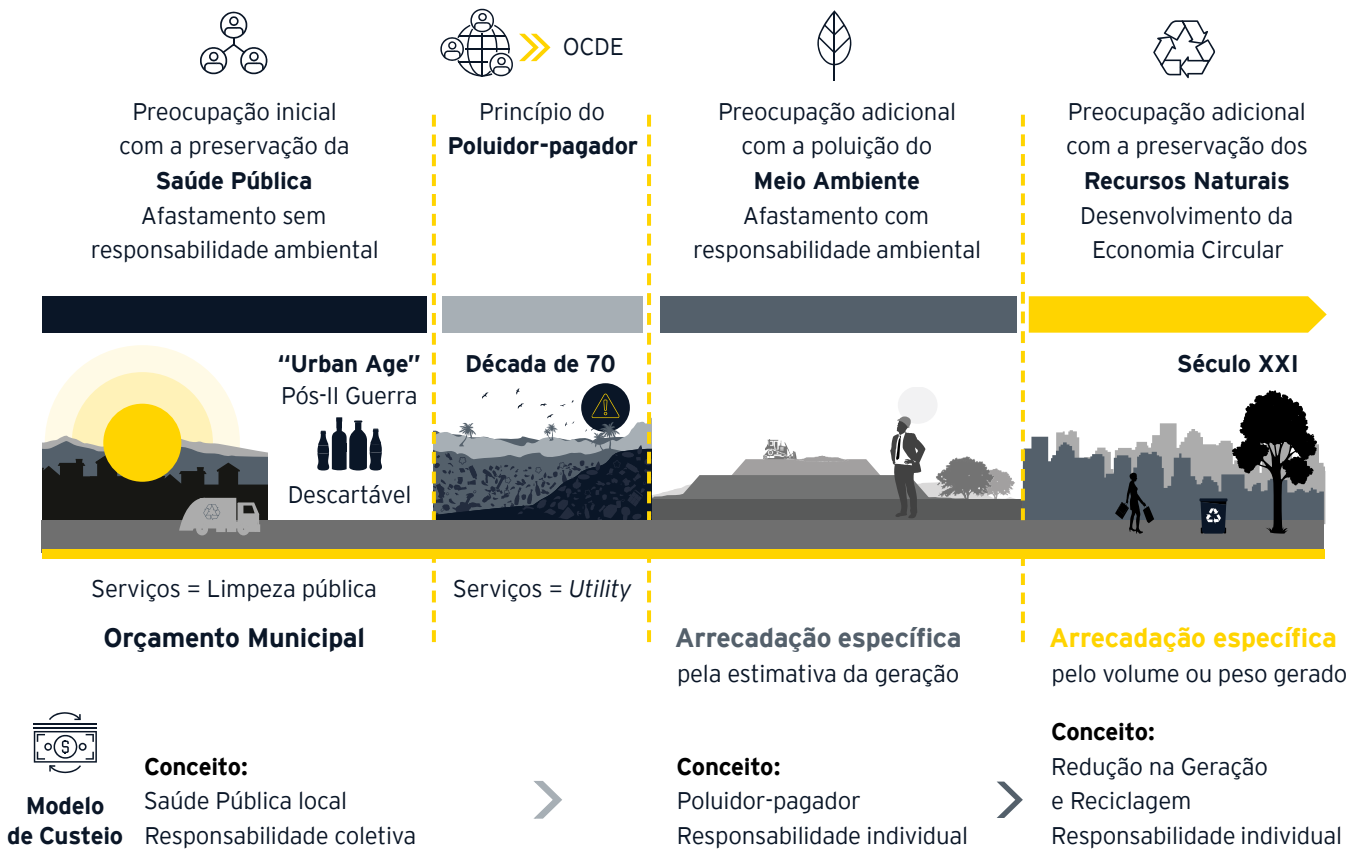 OCDE
Preocupação inicial
com a preservação da
Saúde Pública
Afastamento sem
responsabilidade ambiental
Princípio do
Poluidor-pagador
Preocupação adicional
com a poluição do
Meio Ambiente
Afastamento com
responsabilidade ambiental
Preocupação adicional
com a preservação dos
Recursos Naturais
Desenvolvimento da
Economia Circular
“Urban Age”
Pós-II Guerra
Descartável
Década de 70
Século XXI
Serviços = Limpeza pública
Orçamento Municipal
Serviços = Utility
Arrecadação específica
pela estimativa da geração
Arrecadação específica
pelo volume ou peso gerado
Modelo
de Custeio
Conceito:
Saúde Pública local
Responsabilidade coletiva
Conceito:
Poluidor-pagador
Responsabilidade individual
Conceito:
Redução na Geração
e Reciclagem
Responsabilidade individual